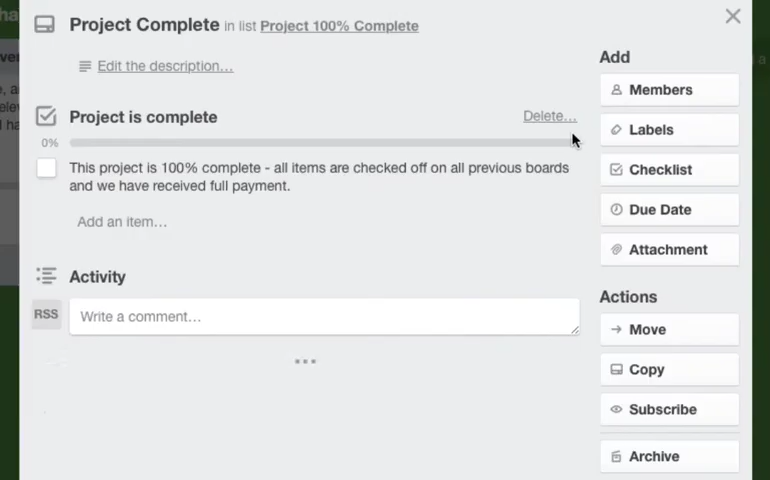 Project Complete in list Project 100% Complete
Edit the description…
Project is complete
Delete…
0%
This project is 100% complete - all items are checked off on all previous boards
and we have received full payment.
Add an item…
Activity
RSS
Write a comment…
Add
Members
Labels
Checklist
Due Date
Attachment
Actions
Move
Copy
Subscribe
Archive